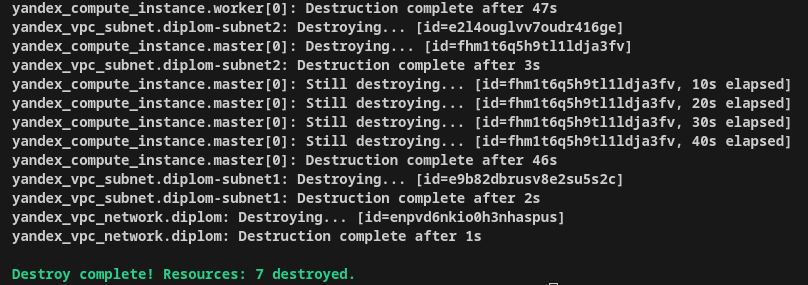 yandex_compute_instance.worker[0]: Destruction complete after 47s
yandex_vpc_subnet.diplom-subnet2: Destroying... [id=e2l4ouglvv7oudr416ge]
yandex_compute_instance.master[0]: Destroying... [id=fhm1t6q5h9tl1ldja3fv]
yandex_vpc_subnet.diplom-subnet2: Destruction complete after 3s
yandex_compute_instance.master[0]: Still destroying... [id=fhm1t6q5h9tl1ldja3fv, 10s elapsed]
yandex_compute_instance.master[0]: Still destroying... [id=fhm1t6q5h9tl1ldja3fv, 20s elapsed]
yandex_compute_instance.master[0]: Still destroying... [id=fhm1t6q5h9tl1ldja3fv, 30s elapsed]
yandex_compute_instance.master[0]: Still destroying... [id=fhm1t6q5h9tl1ldja3fv, 40s elapsed]
yandex_compute_instance.master[0]: Destruction complete after 46s
yandex_vpc_subnet.diplom-subnet1: Destroying... [id=e9b82dbrusv8e2su5s2c]
yandex_vpc_subnet.diplom-subnet1: Destruction complete after 2s
yandex_vpc_network.diplom: Destroying... [id=enpvd6nkio0h3nhaspus]
yandex_vpc_network.diplom: Destruction complete after 1s
Destroy complete! Resources: 7 destroyed.